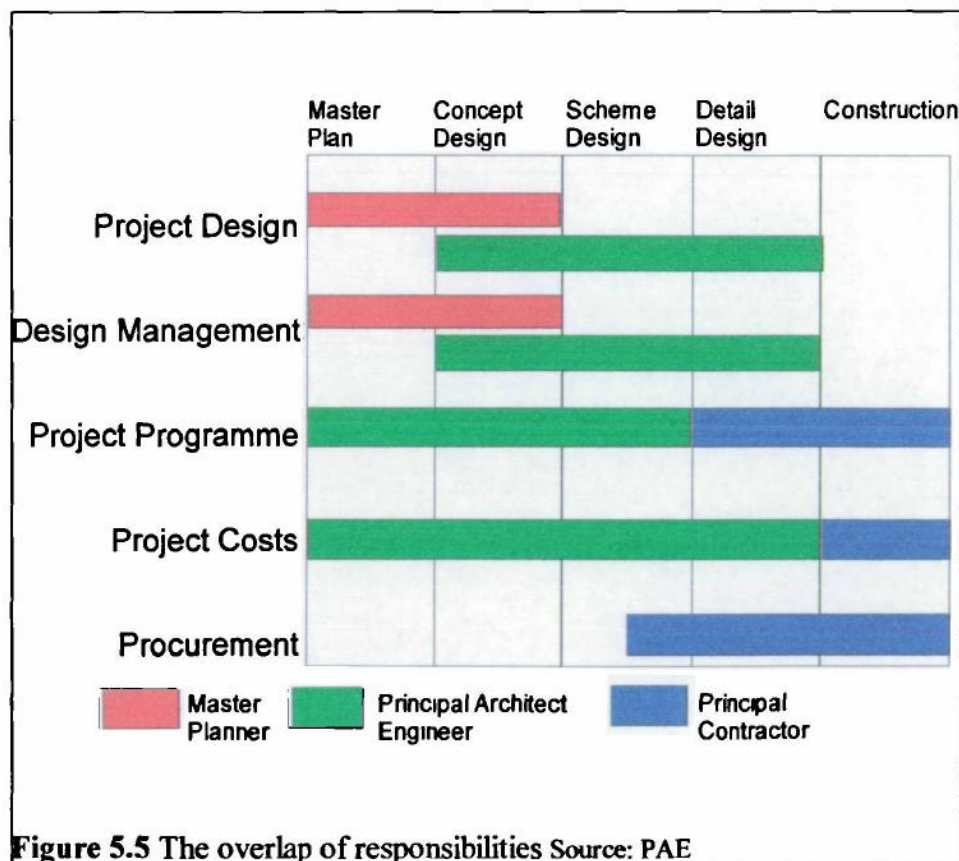 Master Plan
Concept Design
Scheme Design
Detail Design
Construction
Project Design
Design Management
Project Programme
Project Costs
Procurement
Master Planner
Principal Architect Engineer
Principal Contractor
Figure 5.5 The overlap of responsibilities Source: PAE